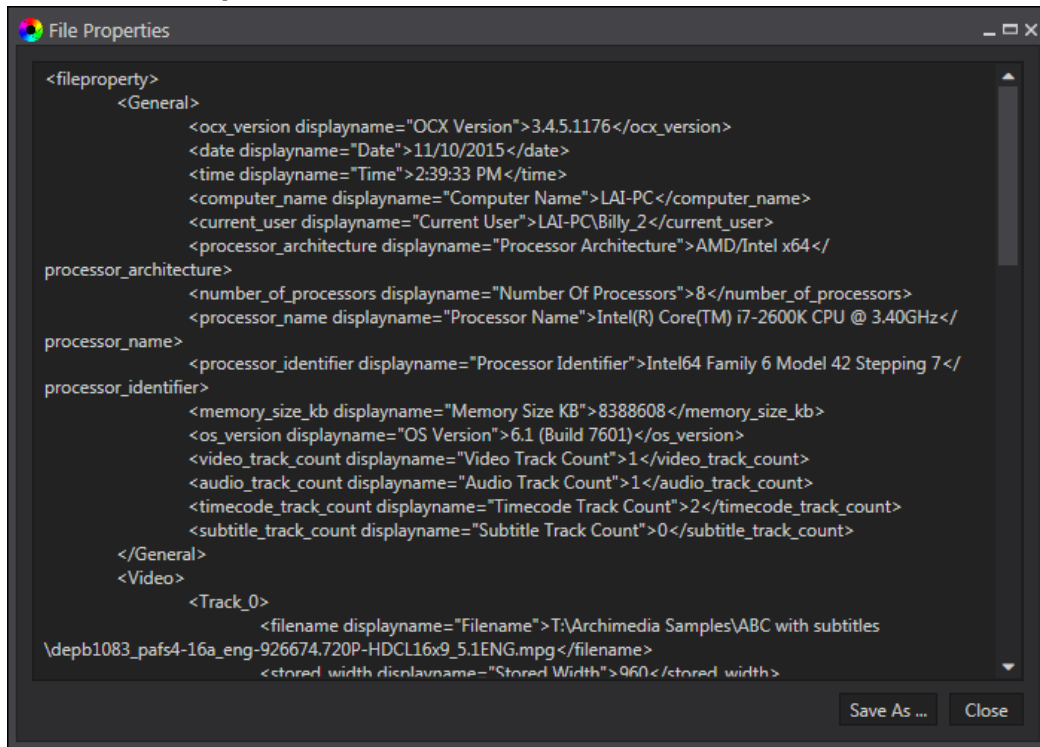 File Properties
<fileproperty>
<General>
<ocx_version displayname="OCX Version">3.4.5.1176</ocx_version>
<date displayname="Date">11/10/2015</date>
<time displayname="Time">2:39:33 PM</time>
<computer_name displayname="Computer Name">LAI-PC</computer_name>
<current_user displayname="Current User">LAI-PC\Billy_2</current_user>
<processor_architecture displayname="Processor Architecture">AMD/Intel x64</
processor_architecture>
<number_of_processors displayname="Number Of Processors">8</number_of_processors>
<processor_name displayname="Processor Name">Intel(R) Core(TM) i7-2600K CPU @ 3.40GHz</
processor_name>
<processor_identifier displayname="Processor Identifier">Intel64 Family 6 Model 42 Stepping 7</
processor_identifier>
<memory_size_kb displayname="Memory Size KB">8388608</memory_size_kb>
<os_version displayname="OS Version">6.1 (Build 7601)</os_version>
<video_track_count displayname="Video Track Count">1</video_track_count>
<audio_track_count displayname="Audio Track Count">1</audio_track_count>
<timecode_track_count displayname="Timecode Track Count">2</timecode_track_count>
<subtitle_track_count displayname="Subtitle Track Count">0</subtitle_track_count>
</General>
<Video>
<Track_0>
<filename displayname="Filename">T:\Archimedia Samples\ABC with subtitles
\depb1083_pafs4-16a_eng-926674.720P-HDCL16x9_5.1ENG.mpg</filename>
<stored_width displayname="Stored Width">960</stored_width>
Save As ... Close